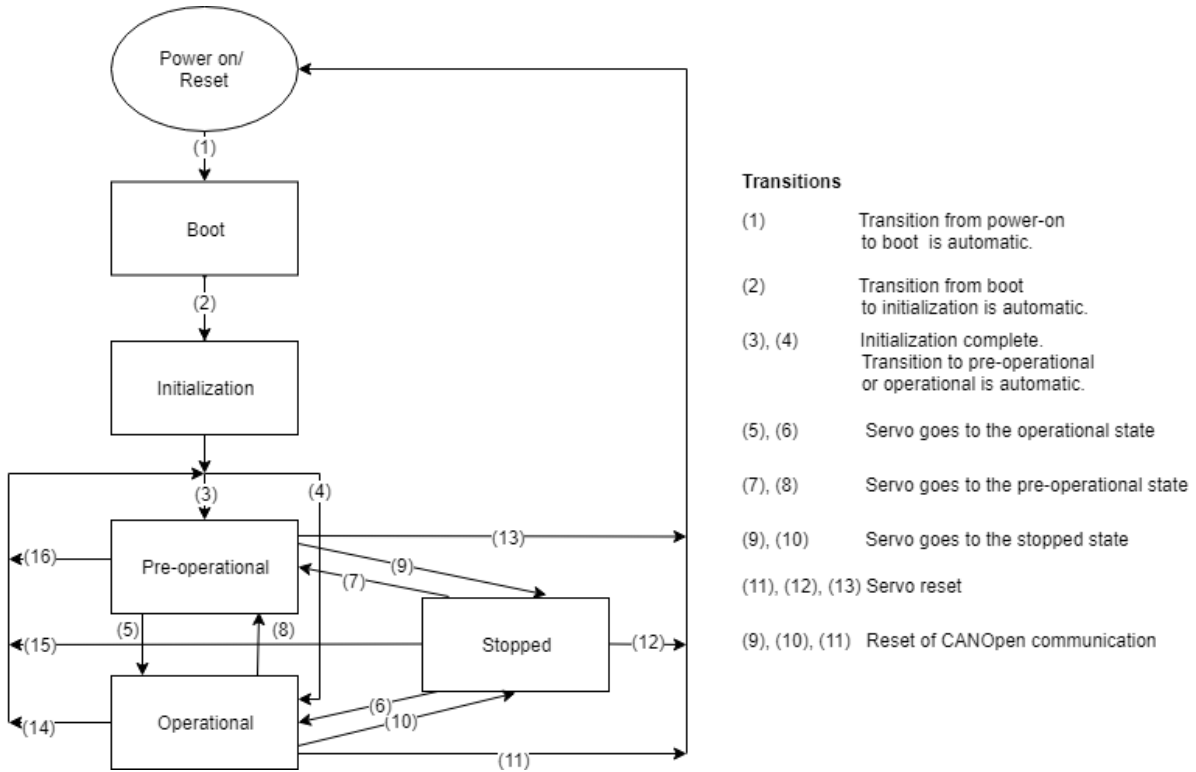 Power on/
Reset
(1)
Boot
(2)
Initialization
(3)
(4)
(16)
Pre-operational
(13)
(9)
(7)
(5)
(8)
(15)
Stopped
(12)
(14)
Operational
(6)
(10)
(11)
Transitions
(1) Transition from power-on
to boot is automatic.
(2) Transition from boot
to initialization is automatic.
(3), (4) Initialization complete.
Transition to pre-operational
or operational is automatic.
(5), (6) Servo goes to the operational state
(7), (8) Servo goes to the pre-operational state
(9), (10) Servo goes to the stopped state
(11), (12), (13) Servo reset
(9), (10), (11) Reset of CANOpen communication